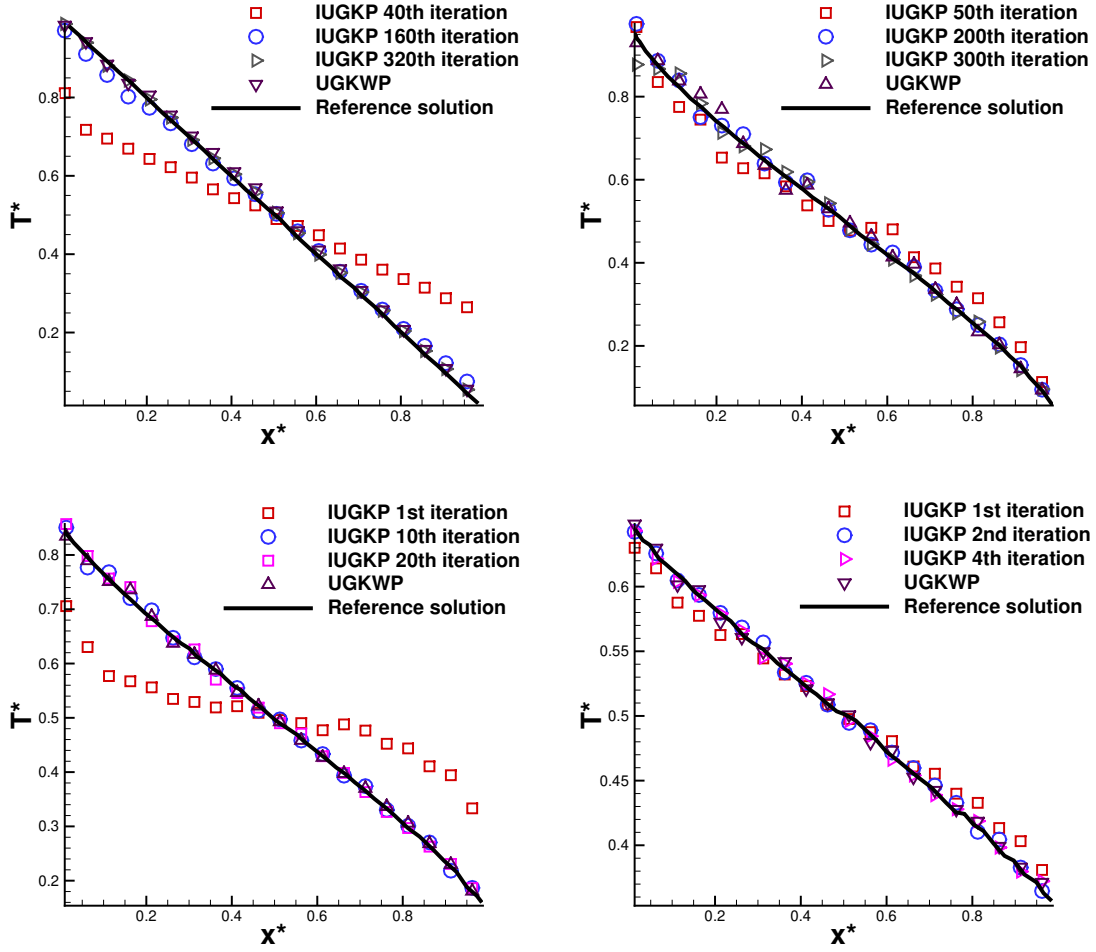 IUGKP 40th iteration
IUGKP 160th iteration
IUGKP 320th iteration
UGKWP
Reference solution
0.8
0.6
0.4
0.2
T*
0.2 0.4 0.6 0.8
x*
IUGKP 50th iteration
IUGKP 200th iteration
IUGKP 300th iteration
UGKWP
Reference solution
0.8
0.6
0.4
0.2
T*
0.2 0.4 0.6 0.8
x*
IUGKP 1st iteration
IUGKP 10th iteration
IUGKP 20th iteration
UGKWP
Reference solution
0.8
0.7
0.6
0.5
0.4
0.3
0.2
T*
0.2 0.4 0.6 0.8
x*
IUGKP 1st iteration
IUGKP 2nd iteration
IUGKP 4th iteration
UGKWP
Reference solution
0.6
0.55
0.5
0.45
0.4
T*
0.2 0.4 0.6 0.8
x*